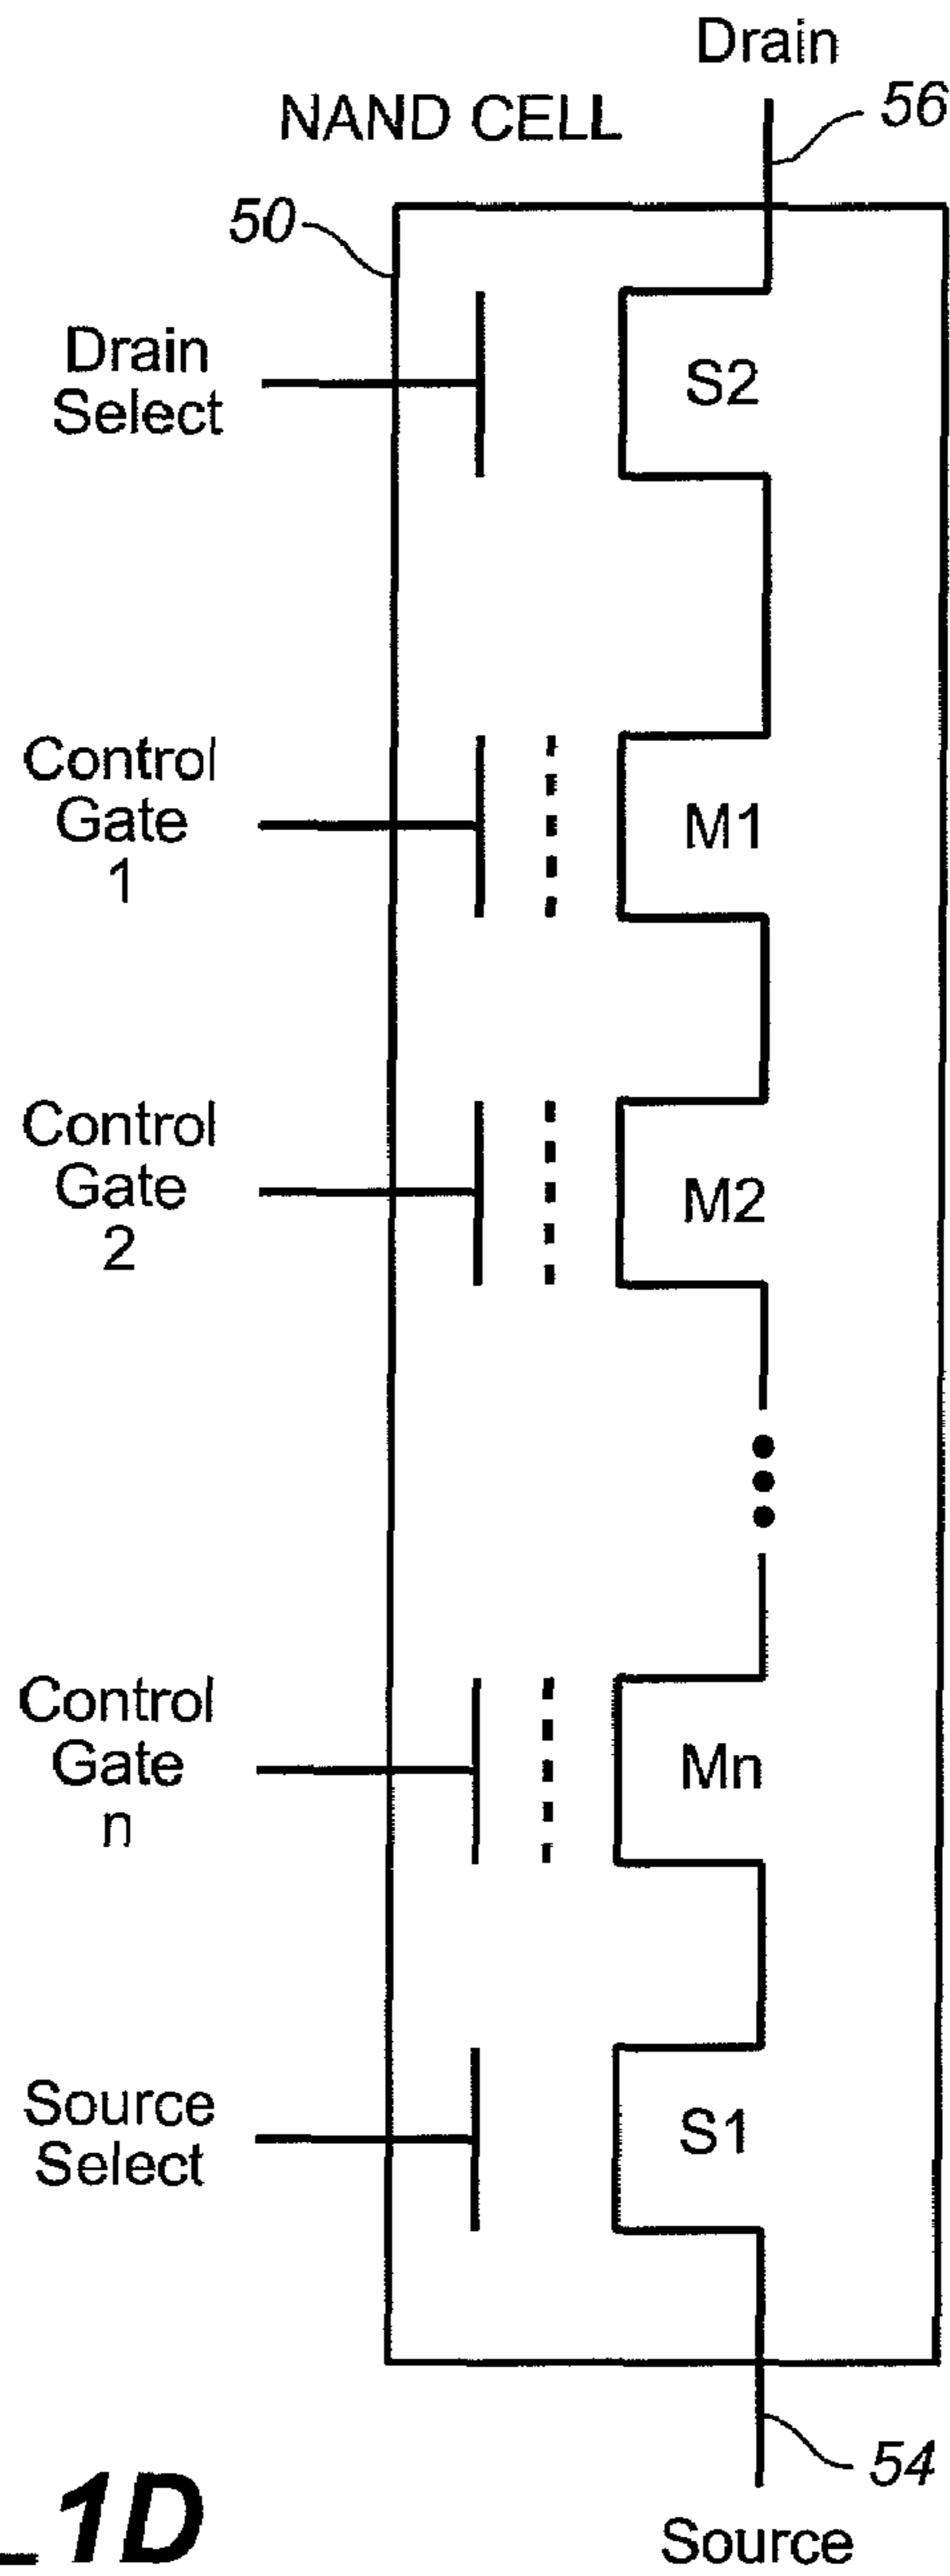 Drain
56
NAND CELL
50
Drain
Select
S2
Control
Gate
1
M1
Control
Gate
2
M2
Control
Gate
n
Mn
Source
Select
S1
54
Source
1D